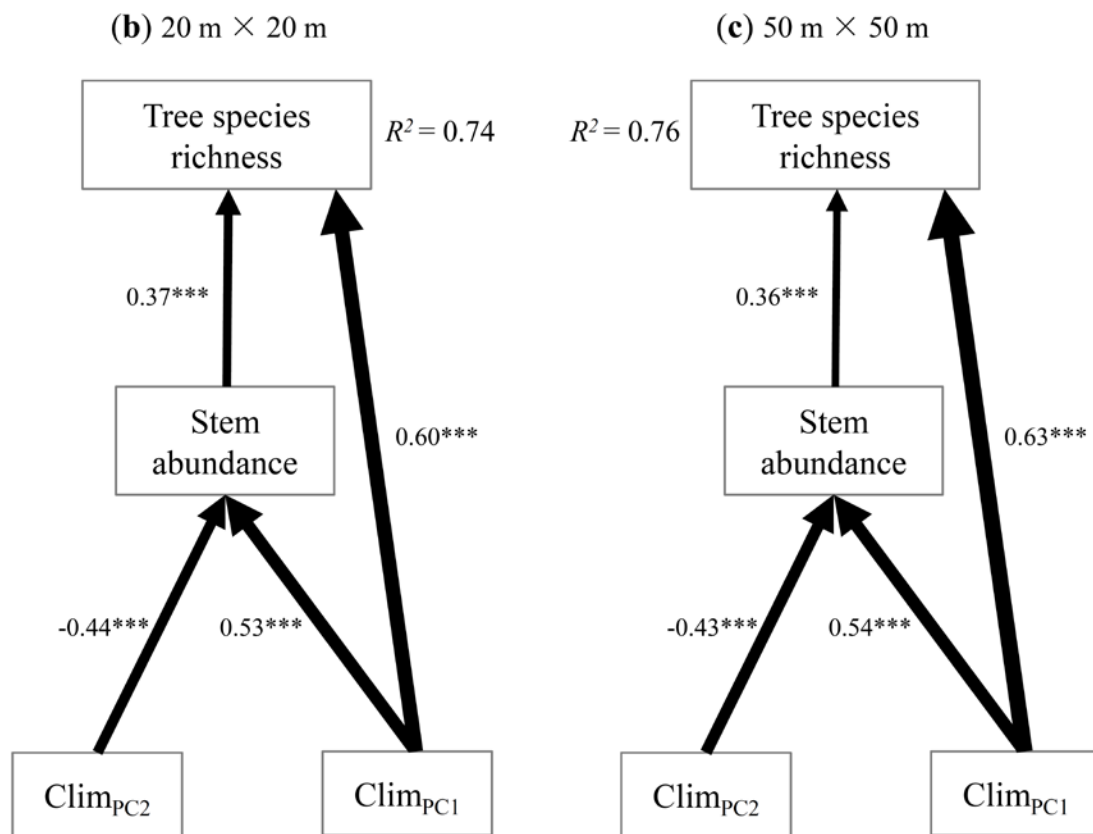 (b) 20 m × 20 m
Tree species
richness
R² = 0.74
0.37***
Stem
abundance
0.60***
-0.44***
0.53***
Clim_PC2
Clim_PC1
(c) 50 m × 50 m
R² = 0.76
Tree species
richness
0.36***
Stem
abundance
0.63***
-0.43***
0.54***
Clim_PC2
Clim_PC1